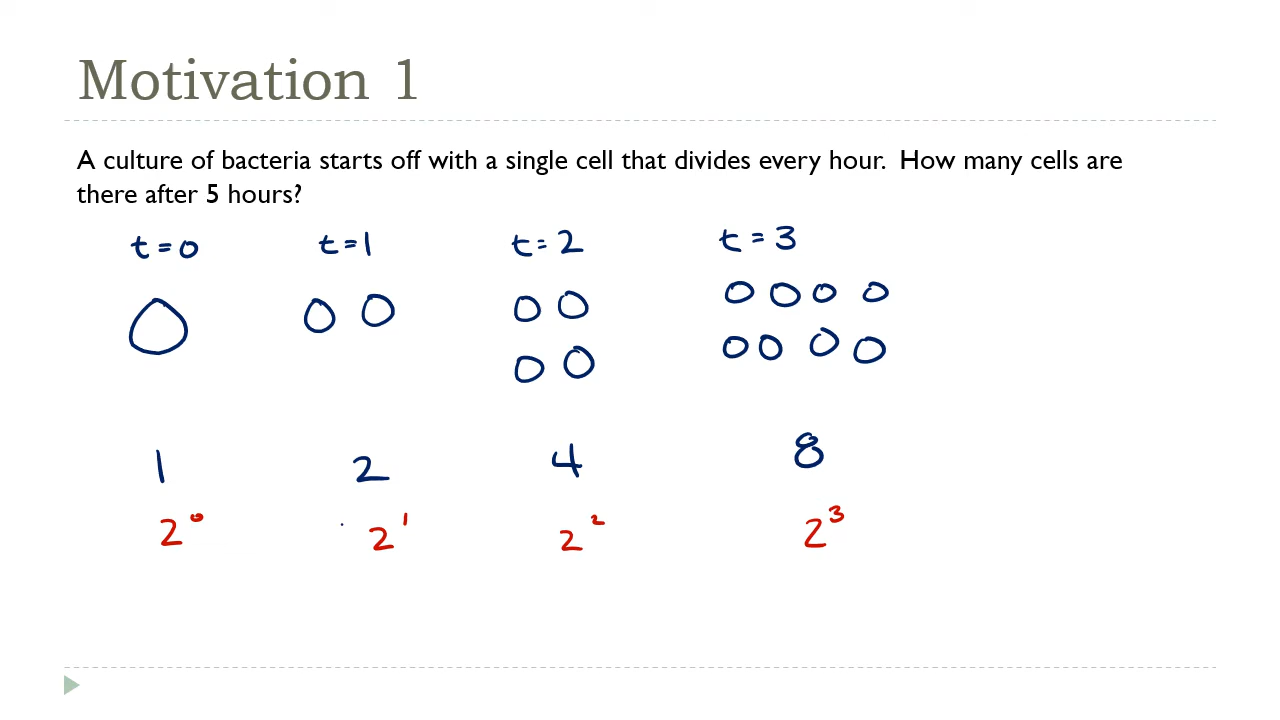 Motivation 1
A culture of bacteria starts off with a single cell that divides every hour.  How many cells are
there after 5 hours?
t = 0 t = 1 t = 2 t = 3
1 2 4 8
2⁰ 2¹ 2² 2³